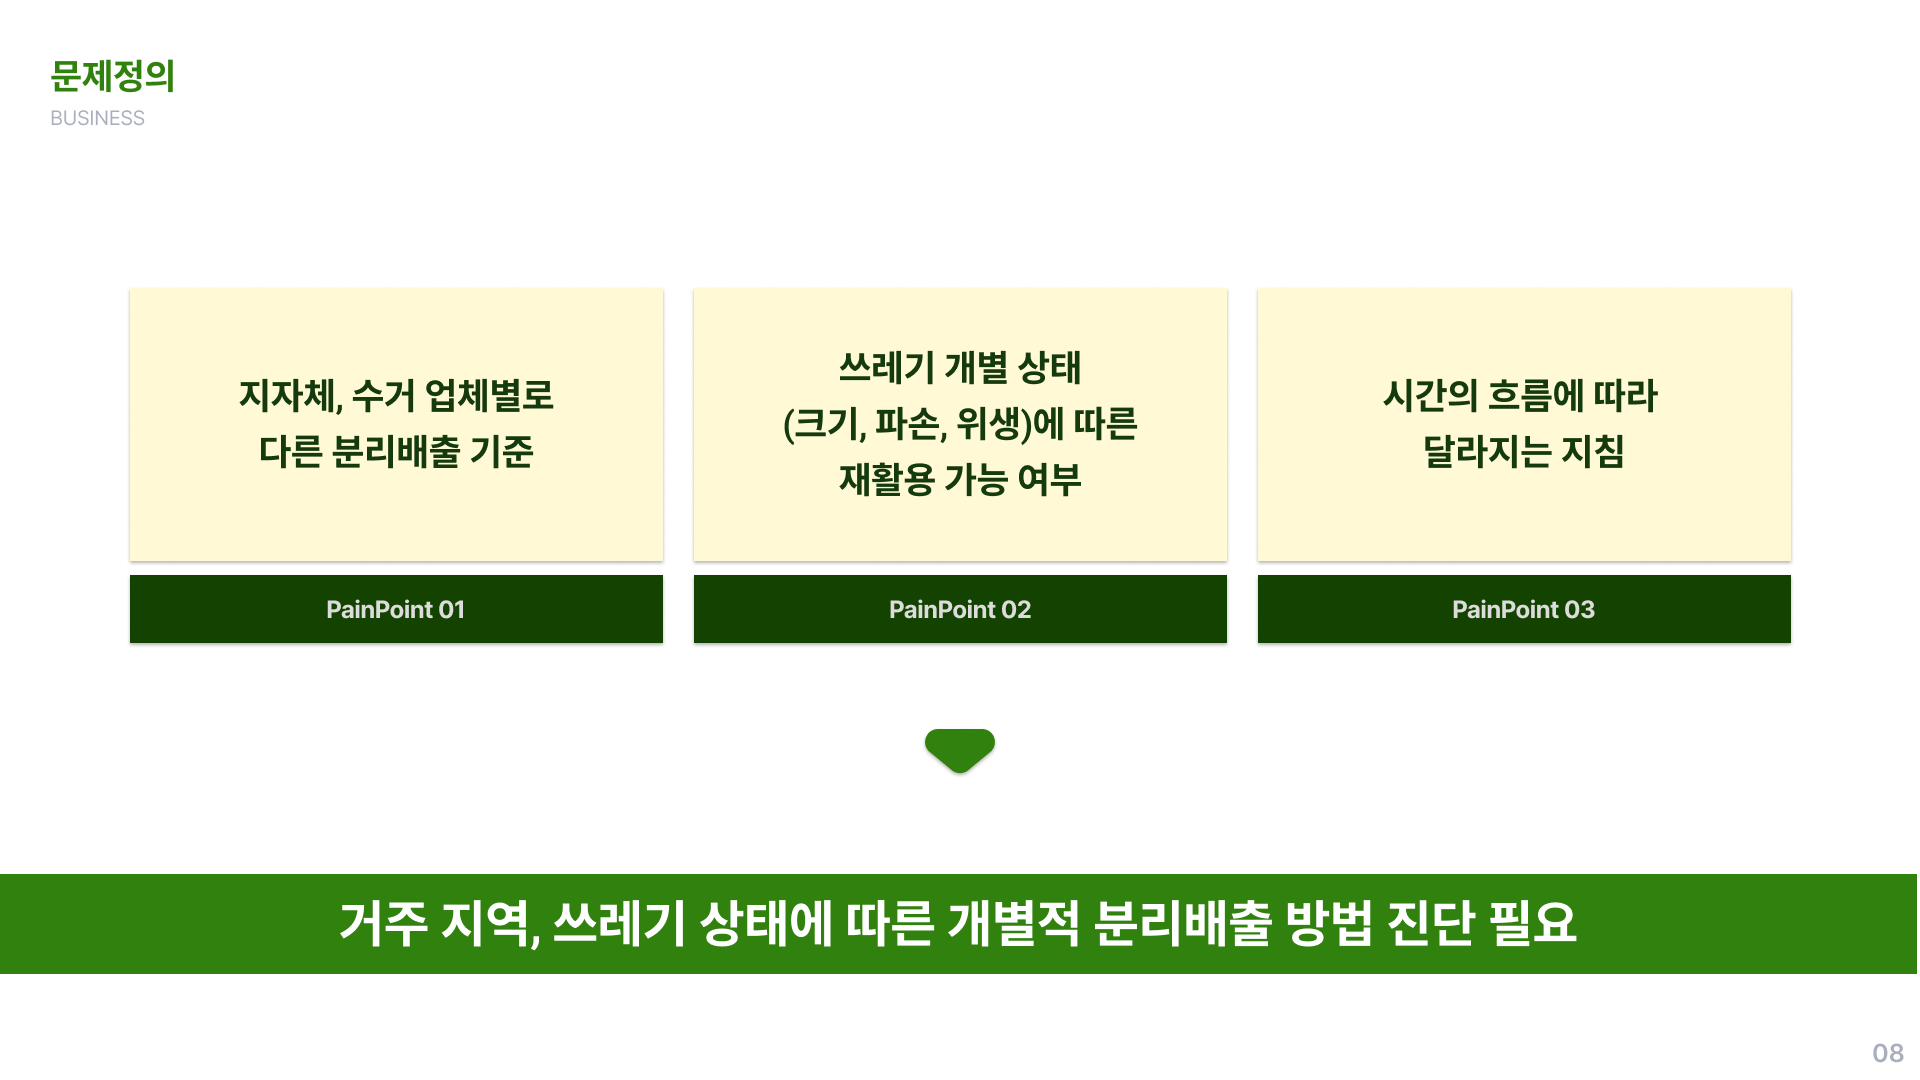 문제정의
BUSINESS
지자체, 수거 업체별로
다른 분리배출 기준
PainPoint 01
쓰레기 개별 상태
(크기, 파손, 위생)에 따른
재활용 가능 여부
PainPoint 02
시간의 흐름에 따라
달라지는 지침
PainPoint 03
거주 지역, 쓰레기 상태에 따른 개별적 분리배출 방법 진단 필요
08